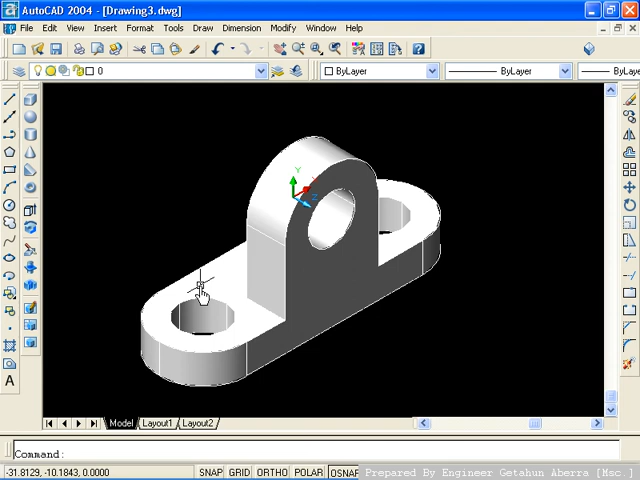 AutoCAD 2004 - [Drawing3.dwg]
File Edit View Insert Format Tools Draw Dimension Modify Window Help
0 ByLayer ByLayer ByLay
Y
Z
Model Layout1 Layout2
Command:
-31.8129, -10.1843, 0.0000 SNAP GRID ORTHO POLAR OSNA Prepared By Engineer Getahun Aberra [Msc.]
A